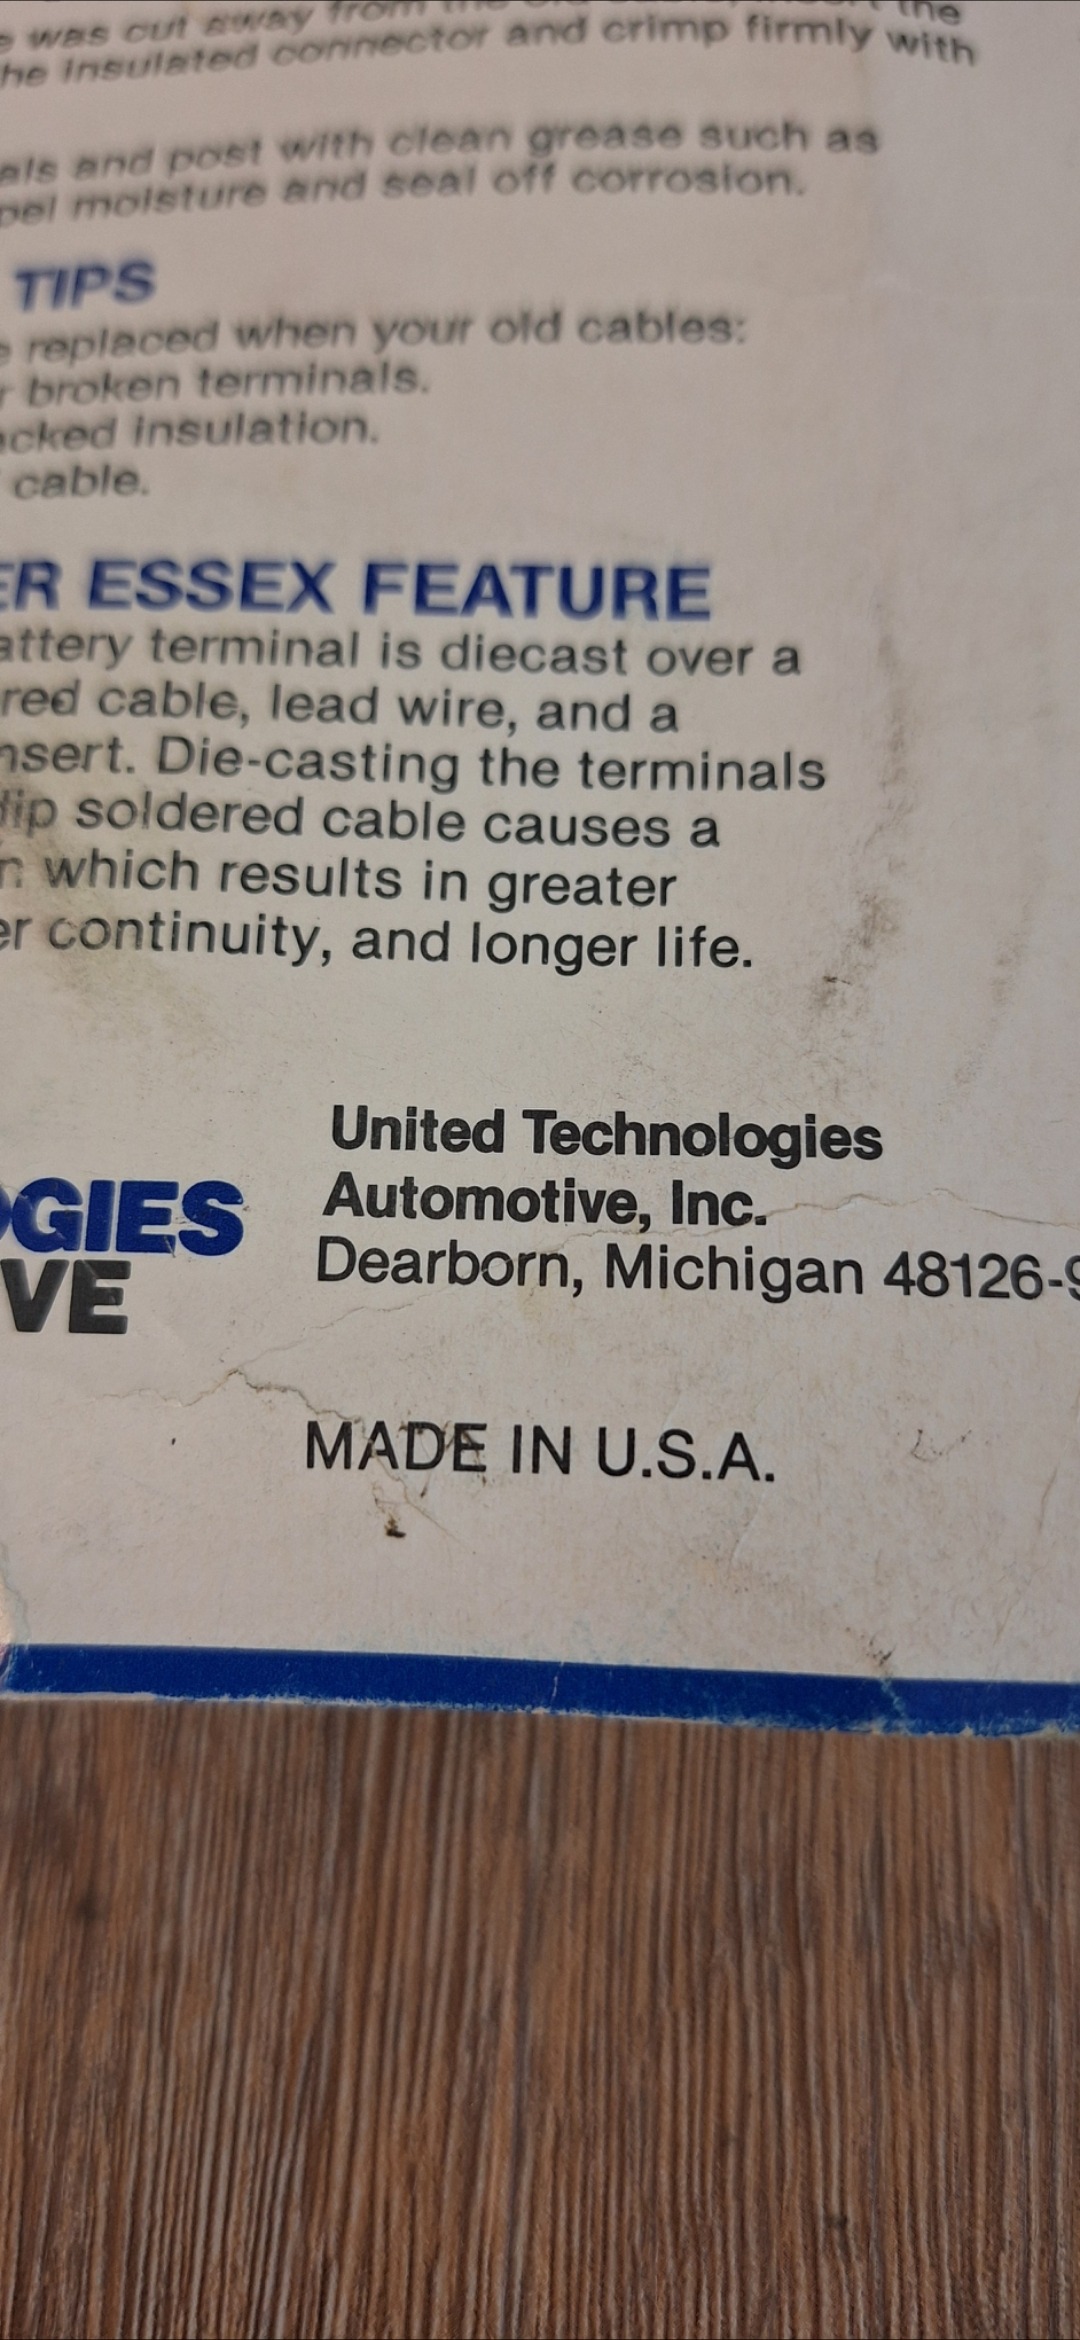 was cut away from the
he insulated connector and crimp firmly with
als and post with clean grease such as
pel moisture and seal off corrosion.
TIPS
e replaced when your old cables:
r broken terminals.
acked insulation.
cable.
ER ESSEX FEATURE
attery terminal is diecast over a
red cable, lead wire, and a
nsert. Die-casting the terminals
dip soldered cable causes a
n which results in greater
er continuity, and longer life.
United Technologies
Automotive, Inc.
Dearborn, Michigan 48126-9
OGIES
VE
MADE IN U.S.A.